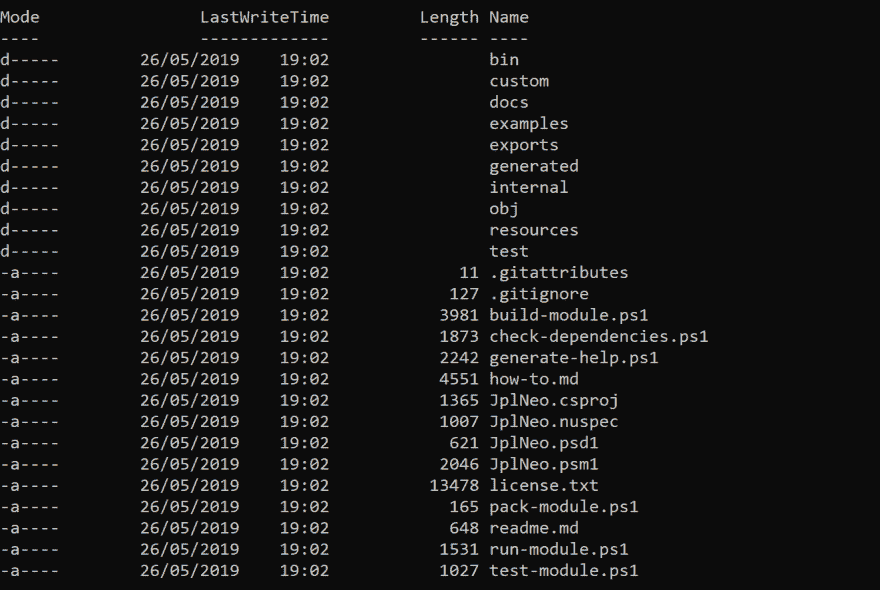 Mode                LastWriteTime         Length Name
----                -------------         ------ ----
d-----        26/05/2019    19:02                bin
d-----        26/05/2019    19:02                custom
d-----        26/05/2019    19:02                docs
d-----        26/05/2019    19:02                examples
d-----        26/05/2019    19:02                exports
d-----        26/05/2019    19:02                generated
d-----        26/05/2019    19:02                internal
d-----        26/05/2019    19:02                obj
d-----        26/05/2019    19:02                resources
d-----        26/05/2019    19:02                test
-a----        26/05/2019    19:02             11 .gitattributes
-a----        26/05/2019    19:02            127 .gitignore
-a----        26/05/2019    19:02           3981 build-module.ps1
-a----        26/05/2019    19:02           1873 check-dependencies.ps1
-a----        26/05/2019    19:02           2242 generate-help.ps1
-a----        26/05/2019    19:02           4551 how-to.md
-a----        26/05/2019    19:02           1365 JplNeo.csproj
-a----        26/05/2019    19:02           1007 JplNeo.nuspec
-a----        26/05/2019    19:02            621 JplNeo.psd1
-a----        26/05/2019    19:02           2046 JplNeo.psm1
-a----        26/05/2019    19:02          13478 license.txt
-a----        26/05/2019    19:02            165 pack-module.ps1
-a----        26/05/2019    19:02            648 readme.md
-a----        26/05/2019    19:02           1531 run-module.ps1
-a----        26/05/2019    19:02           1027 test-module.ps1